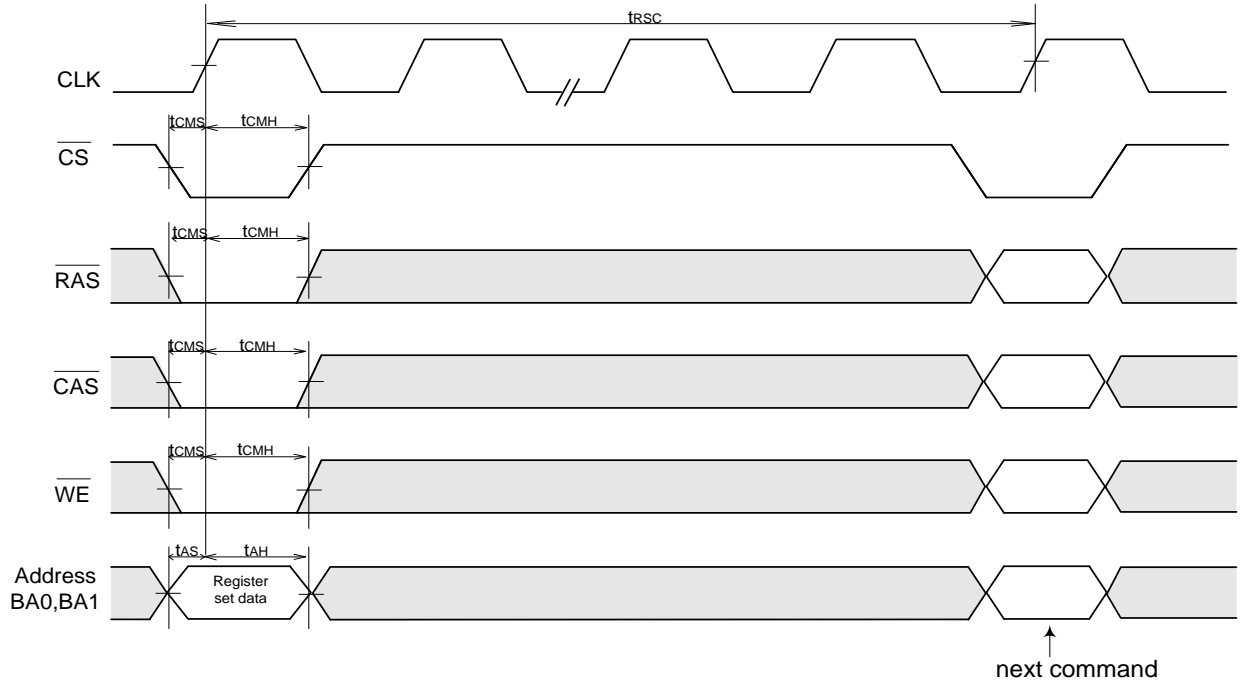 tRSC
CLK
tCMS tCMH
CS
tCMS tCMH
RAS
tCMS tCMH
CAS
tCMS tCMH
WE
tAS tAH
Address
BA0,BA1
Register
set data
next command